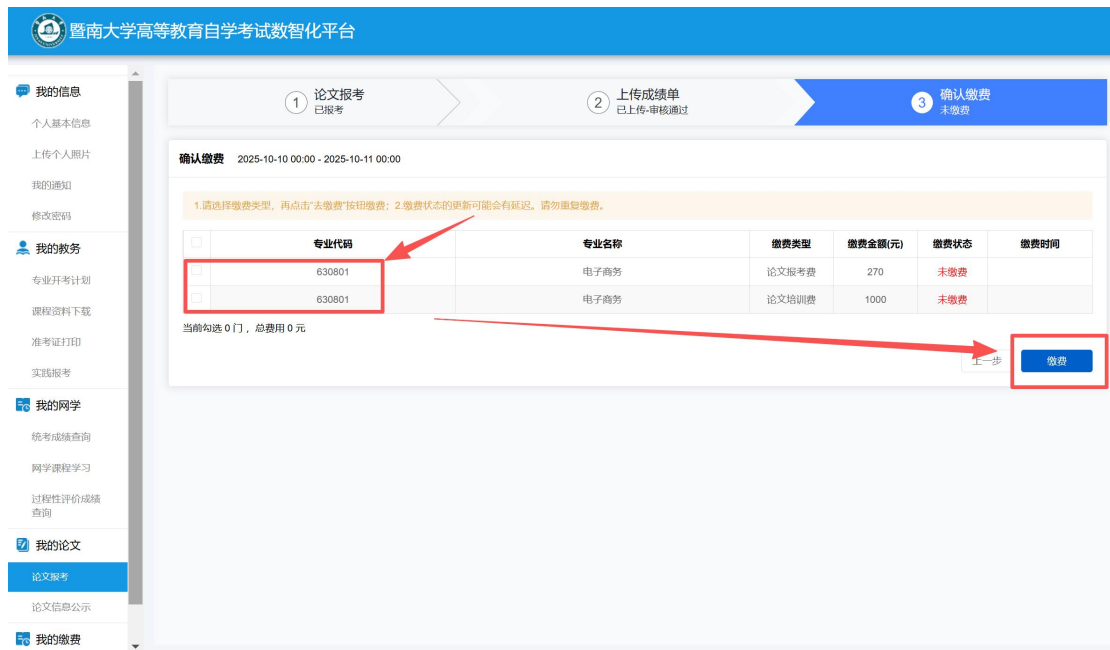 暨南大学高等教育自学考试数智化平台
我的信息
个人基本信息
上传个人照片
我的通知
修改密码
我的教务
专业开考计划
课程资料下载
准考证打印
实践报考
我的网学
统考成绩查询
网学课程学习
过程性评价成绩
查询
我的论文
论文报考
论文信息公示
我的缴费
1 论文报考
已报考
2 上传成绩单
已上传-审核通过
3 确认缴费
未缴费
确认缴费 2025-10-10 00:00 - 2025-10-11 00:00
1.请选择缴费类型，再点击"去缴费"按钮缴费；2.缴费状态的更新可能会有延迟。请勿重复缴费。
专业代码 专业名称 缴费类型 缴费金额(元) 缴费状态 缴费时间
630801 电子商务 论文报考费 270 未缴费
630801 电子商务 论文培训费 1000 未缴费
当前勾选 0 门，总费用 0 元
上一步 缴费